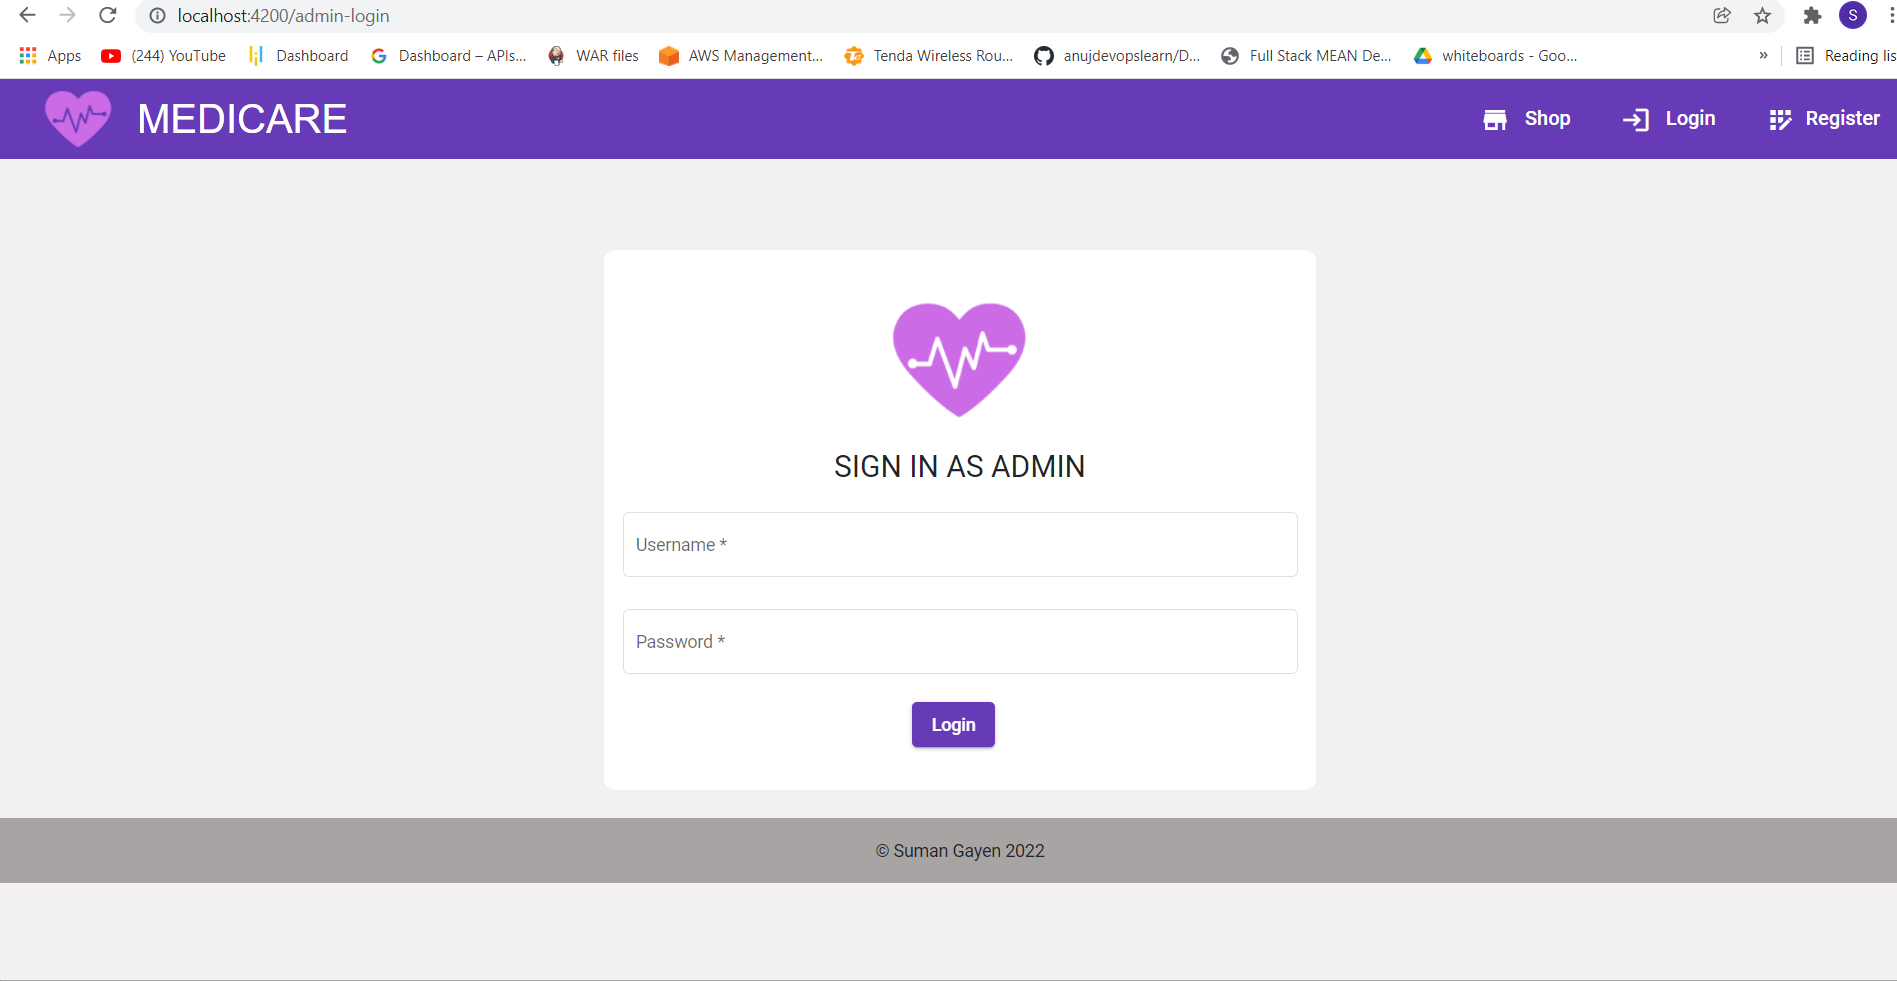 localhost:4200/admin-login
S
Apps (244) YouTube Dashboard Dashboard – APIs... WAR files AWS Management... Tenda Wireless Rou... anujdevopslearn/D... Full Stack MEAN De... whiteboards - Goo... » Reading lis
MEDICARE Shop Login Register
SIGN IN AS ADMIN
Username *
Password *
Login
© Suman Gayen 2022